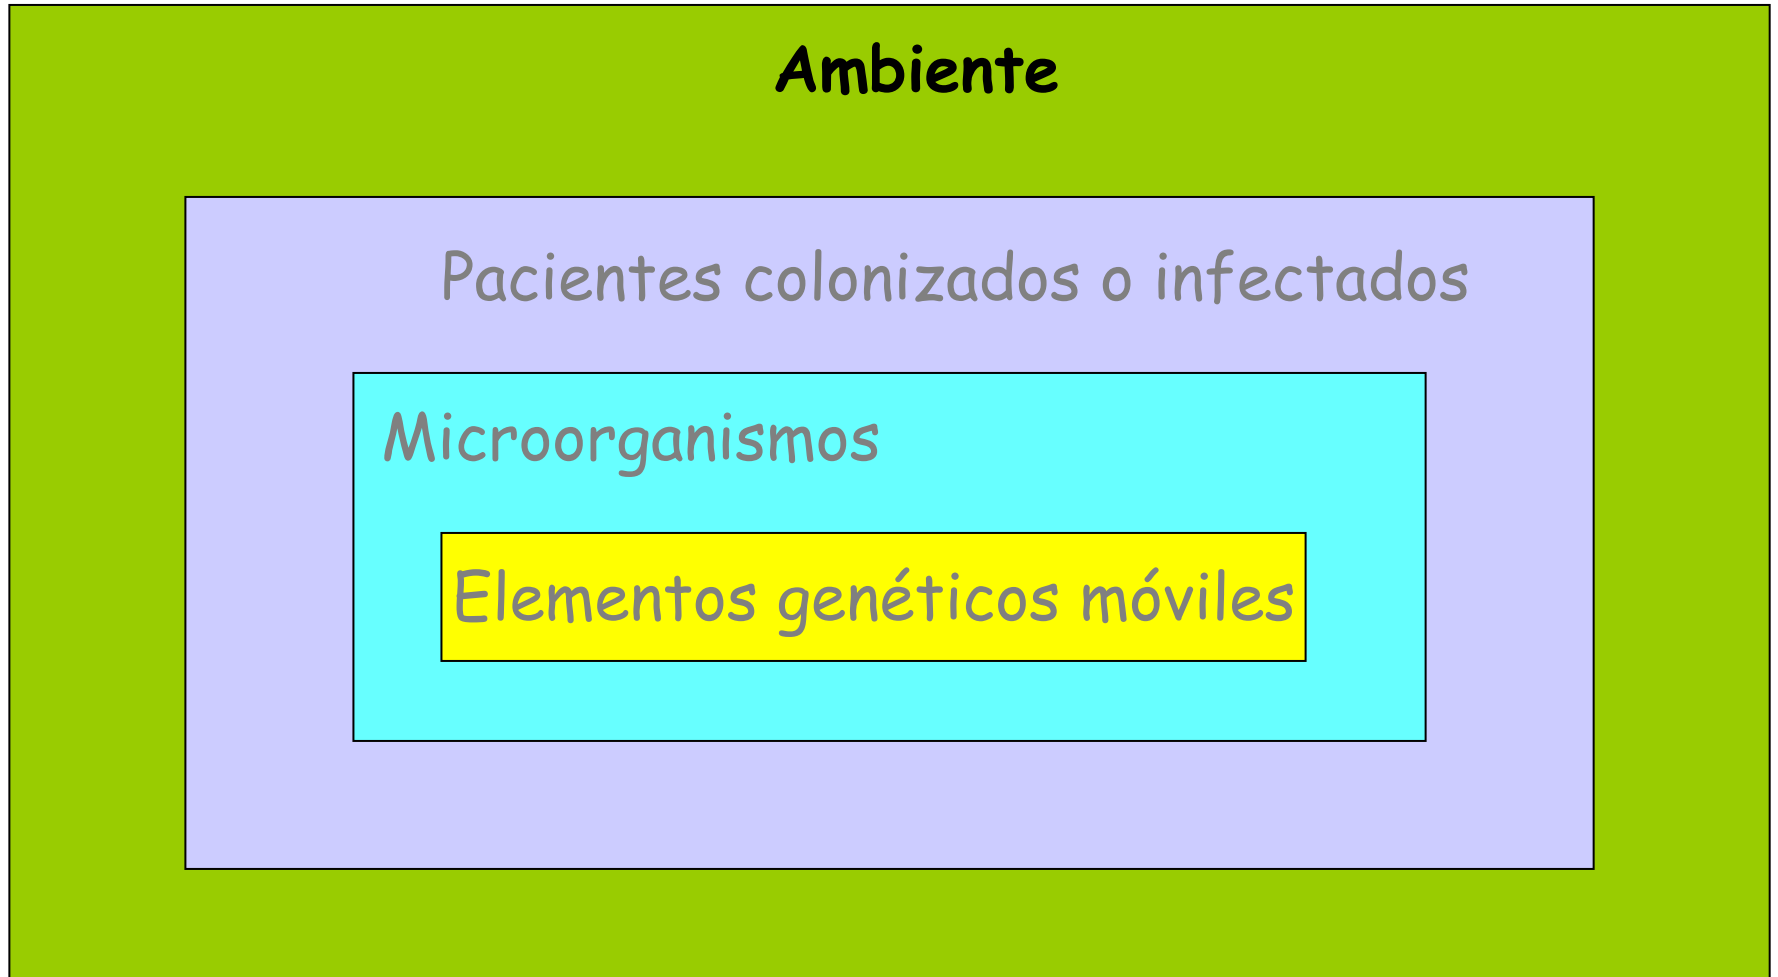 Ambiente
Pacientes colonizados o infectados
Microorganismos
Elementos genéticos móviles